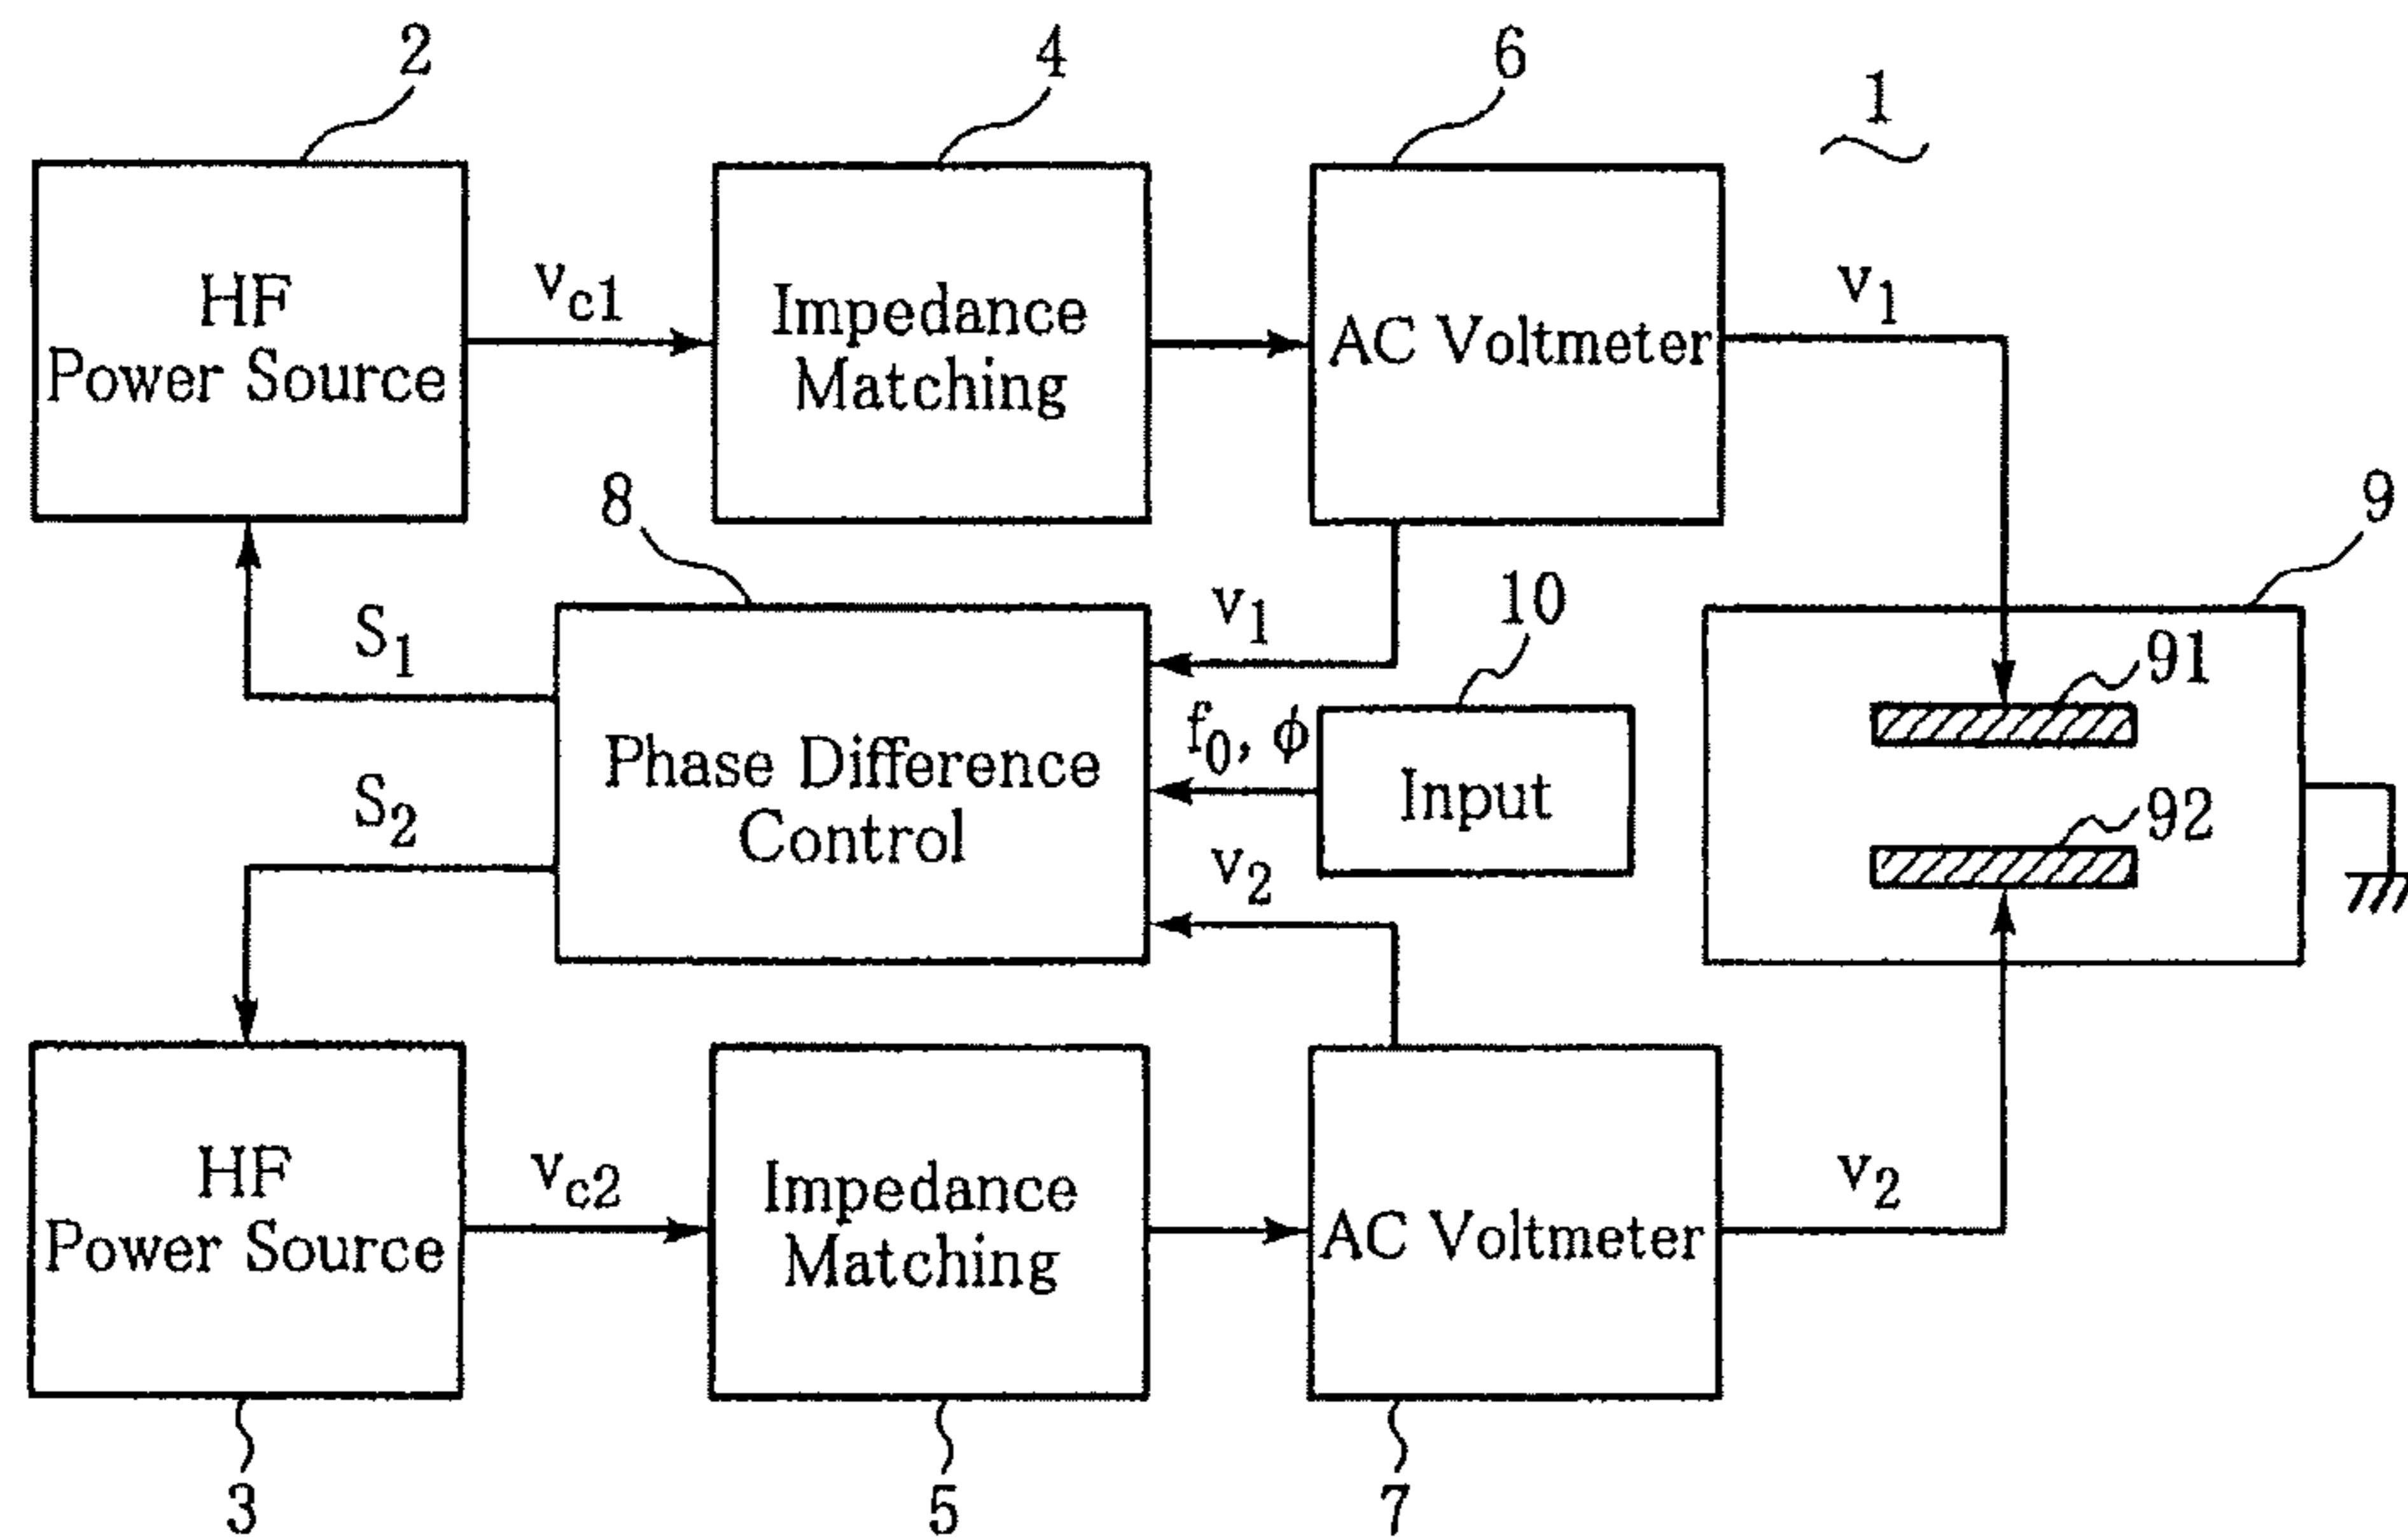 2
4
6
1
HF
Power Source
v_c1
Impedance
Matching
AC Voltmeter
v_1
8
9
S_1
v_1
10
91
Phase Difference
Control
f_0, ϕ
Input
S_2
v_2
92
HF
Power Source
v_c2
Impedance
Matching
AC Voltmeter
v_2
3
5
7